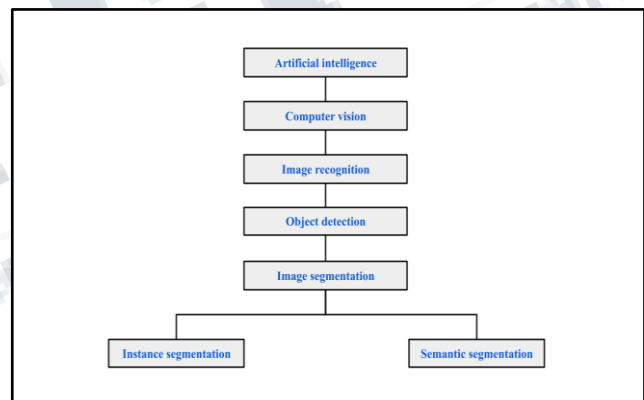 Artificial intelligence
Computer vision
Image recognition
Object detection
Image segmentation
Instance segmentation
Semantic segmentation